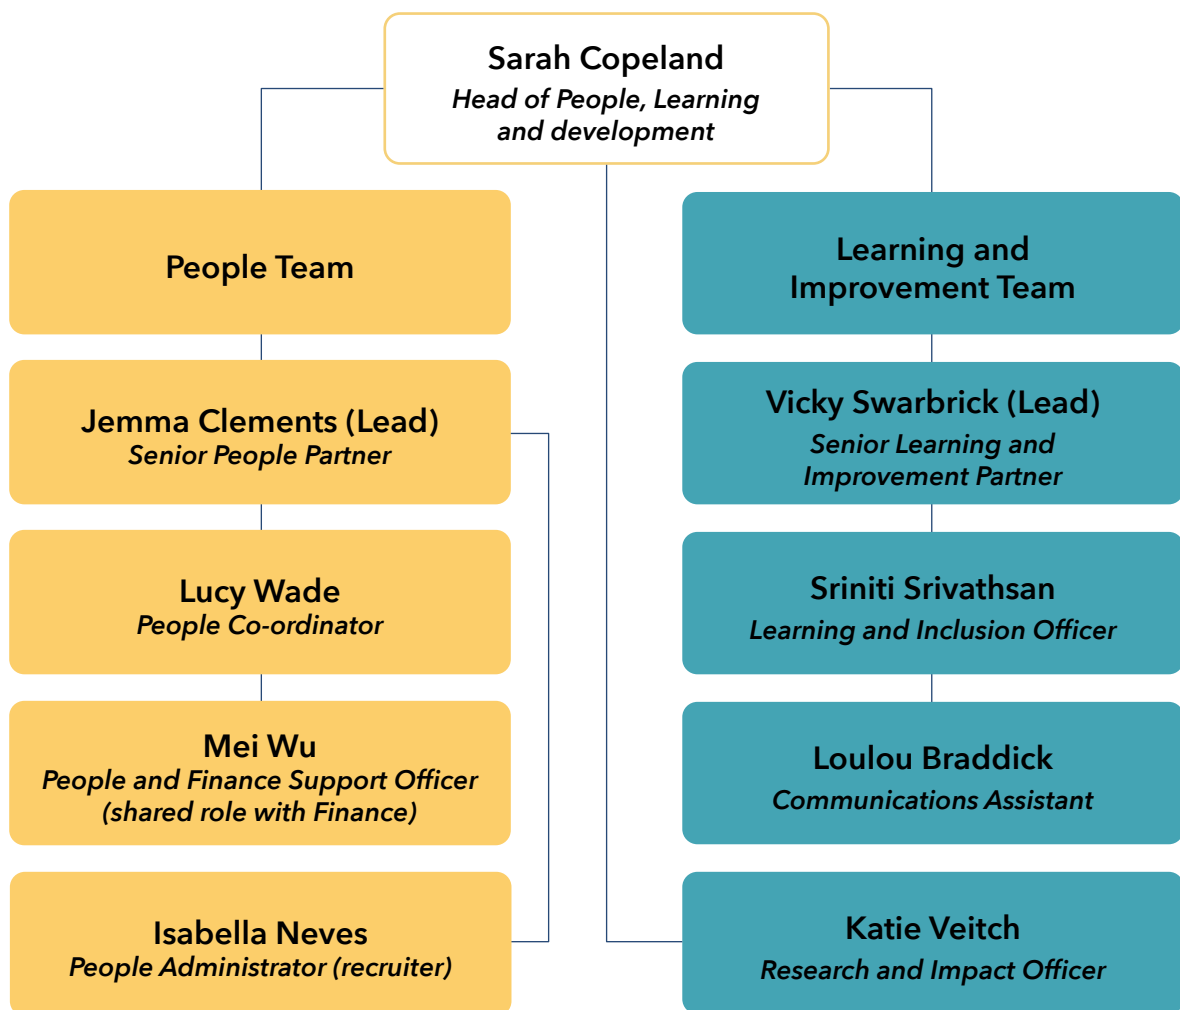 Sarah Copeland
Head of People, Learning
and development
People Team
Jemma Clements (Lead)
Senior People Partner
Lucy Wade
People Co-ordinator
Mei Wu
People and Finance Support Officer
(shared role with Finance)
Isabella Neves
People Administrator (recruiter)
Learning and
Improvement Team
Vicky Swarbrick (Lead)
Senior Learning and
Improvement Partner
Sriniti Srivathsan
Learning and Inclusion Officer
Loulou Braddick
Communications Assistant
Katie Veitch
Research and Impact Officer